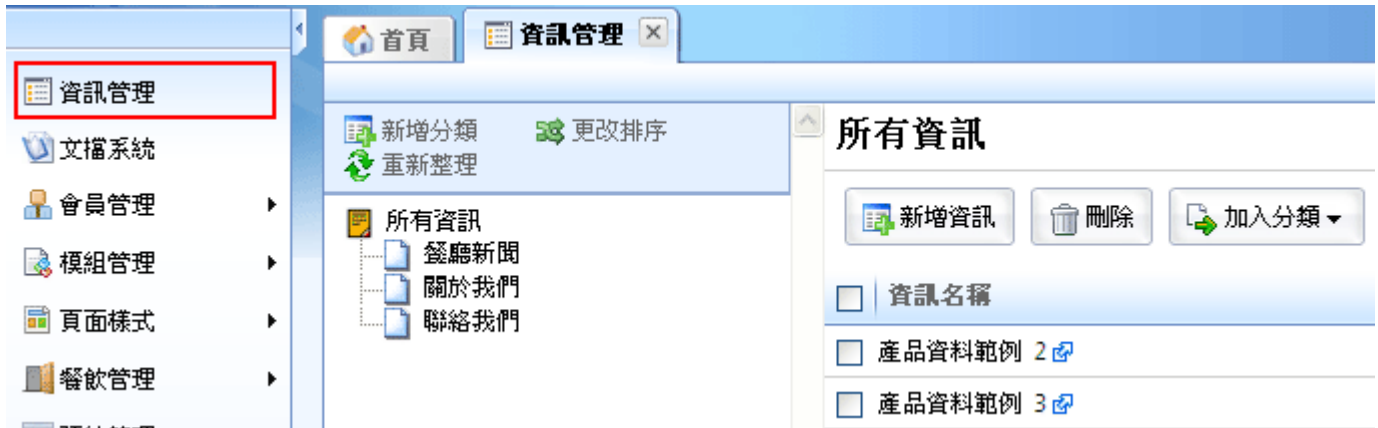 首頁
資訊管理
資訊管理
文檔系統
會員管理
模組管理
頁面樣式
餐飲管理
新增分類 更改排序
重新整理
所有資訊
餐廳新聞
關於我們
聯絡我們
所有資訊
新增資訊 刪除 加入分類
資訊名稱
產品資料範例 2
產品資料範例 3